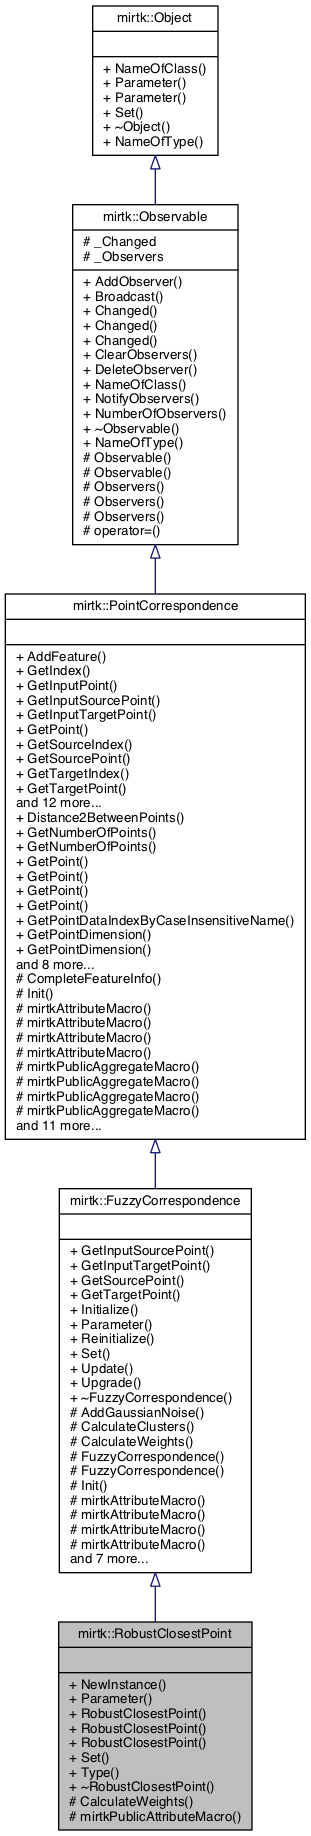 mirtk::Object
+ NameOfClass()
+ Parameter()
+ Parameter()
+ Set()
+ ~Object()
+ NameOfType()
mirtk::Observable
# _Changed
# _Observers
+ AddObserver()
+ Broadcast()
+ Changed()
+ Changed()
+ Changed()
+ ClearObservers()
+ DeleteObserver()
+ NameOfClass()
+ NotifyObservers()
+ NumberOfObservers()
+ ~Observable()
+ NameOfType()
# Observable()
# Observable()
# Observers()
# Observers()
# Observers()
# operator=()
mirtk::PointCorrespondence
+ AddFeature()
+ GetIndex()
+ GetInputPoint()
+ GetInputSourcePoint()
+ GetInputTargetPoint()
+ GetPoint()
+ GetSourceIndex()
+ GetSourcePoint()
+ GetTargetIndex()
+ GetTargetPoint()
and 12 more...
+ Distance2BetweenPoints()
+ GetNumberOfPoints()
+ GetNumberOfPoints()
+ GetPoint()
+ GetPoint()
+ GetPoint()
+ GetPoint()
+ GetPointDataIndexByCaseInsensitiveName()
+ GetPointDimension()
+ GetPointDimension()
and 8 more...
# CompleteFeatureInfo()
# Init()
# mirtkAttributeMacro()
# mirtkAttributeMacro()
# mirtkAttributeMacro()
# mirtkAttributeMacro()
# mirtkPublicAggregateMacro()
# mirtkPublicAggregateMacro()
# mirtkPublicAggregateMacro()
# mirtkPublicAggregateMacro()
and 11 more...
mirtk::FuzzyCorrespondence
+ GetInputSourcePoint()
+ GetInputTargetPoint()
+ GetSourcePoint()
+ GetTargetPoint()
+ Initialize()
+ Parameter()
+ Reinitialize()
+ Set()
+ Update()
+ Upgrade()
+ ~FuzzyCorrespondence()
# AddGaussianNoise()
# CalculateClusters()
# CalculateWeights()
# FuzzyCorrespondence()
# FuzzyCorrespondence()
# Init()
# mirtkAttributeMacro()
# mirtkAttributeMacro()
# mirtkAttributeMacro()
# mirtkAttributeMacro()
and 7 more...
mirtk::RobustClosestPoint
+ NewInstance()
+ Parameter()
+ RobustClosestPoint()
+ RobustClosestPoint()
+ RobustClosestPoint()
+ Set()
+ Type()
+ ~RobustClosestPoint()
# CalculateWeights()
# mirtkPublicAttributeMacro()